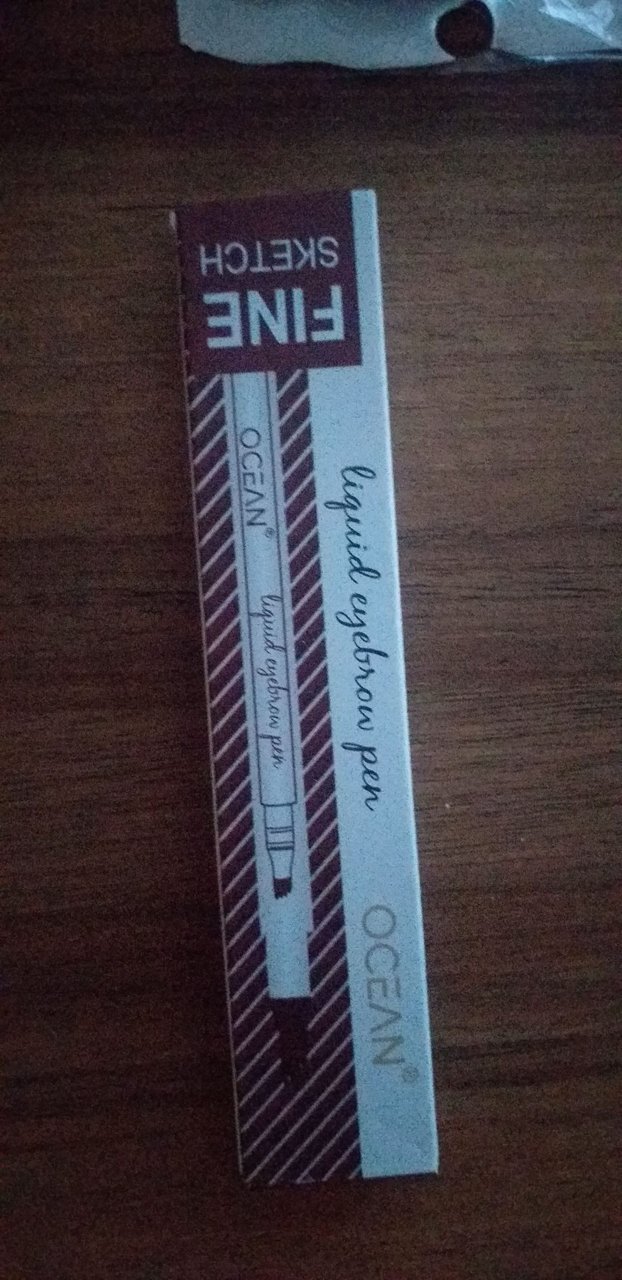 FINE
SKETCH
OCEAN®
liquid eyebrow pen
liquid eyebrow pen
OCEAN®